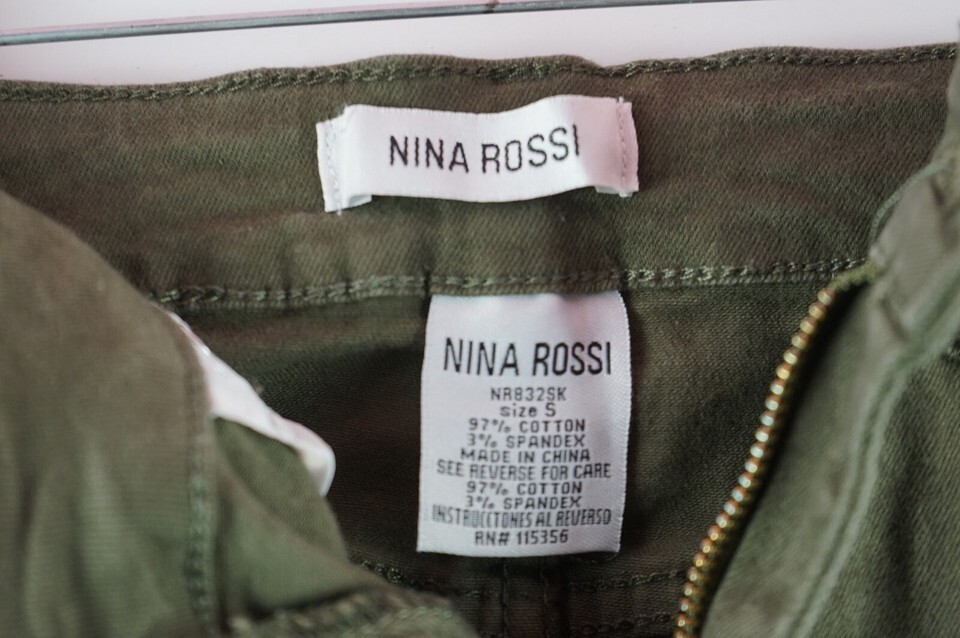 NINA ROSSI
NINA ROSSI
NR832SK
size S
97% COTTON
3% SPANDEX
MADE IN CHINA
SEE REVERSE FOR CARE
97% COTTON
3% SPANDEX
INSTRUCCTONES AL REVERSO
RN# 115356